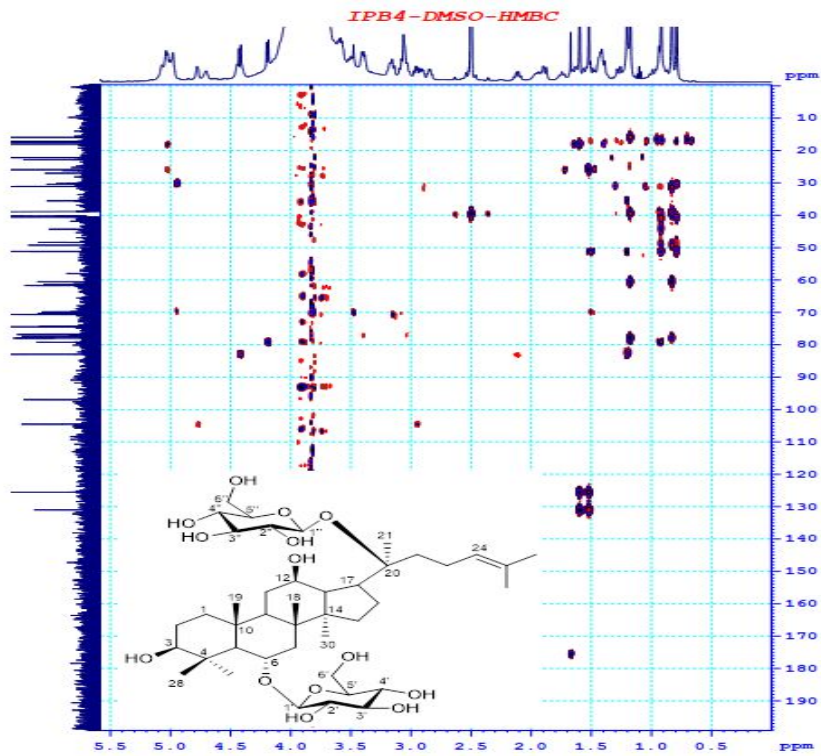 IPB4-DMSO-HMBC
ppm
10
20
30
40
50
60
70
80
90
100
110
120
130
140
150
160
170
180
190
5.5 5.0 4.5 4.0 3.5 3.0 2.5 2.0 1.5 1.0 0.5 ppm
OH
6''
4'' 5''
HO
HO
3'' 2''
OH
1''
O
O
21
20
24
OH
12
17
19
18
1
10
14
30
3
HO
4
6
28
O
OH
6'
5'
4'
OH
O
1'
2'
3'
HO
OH